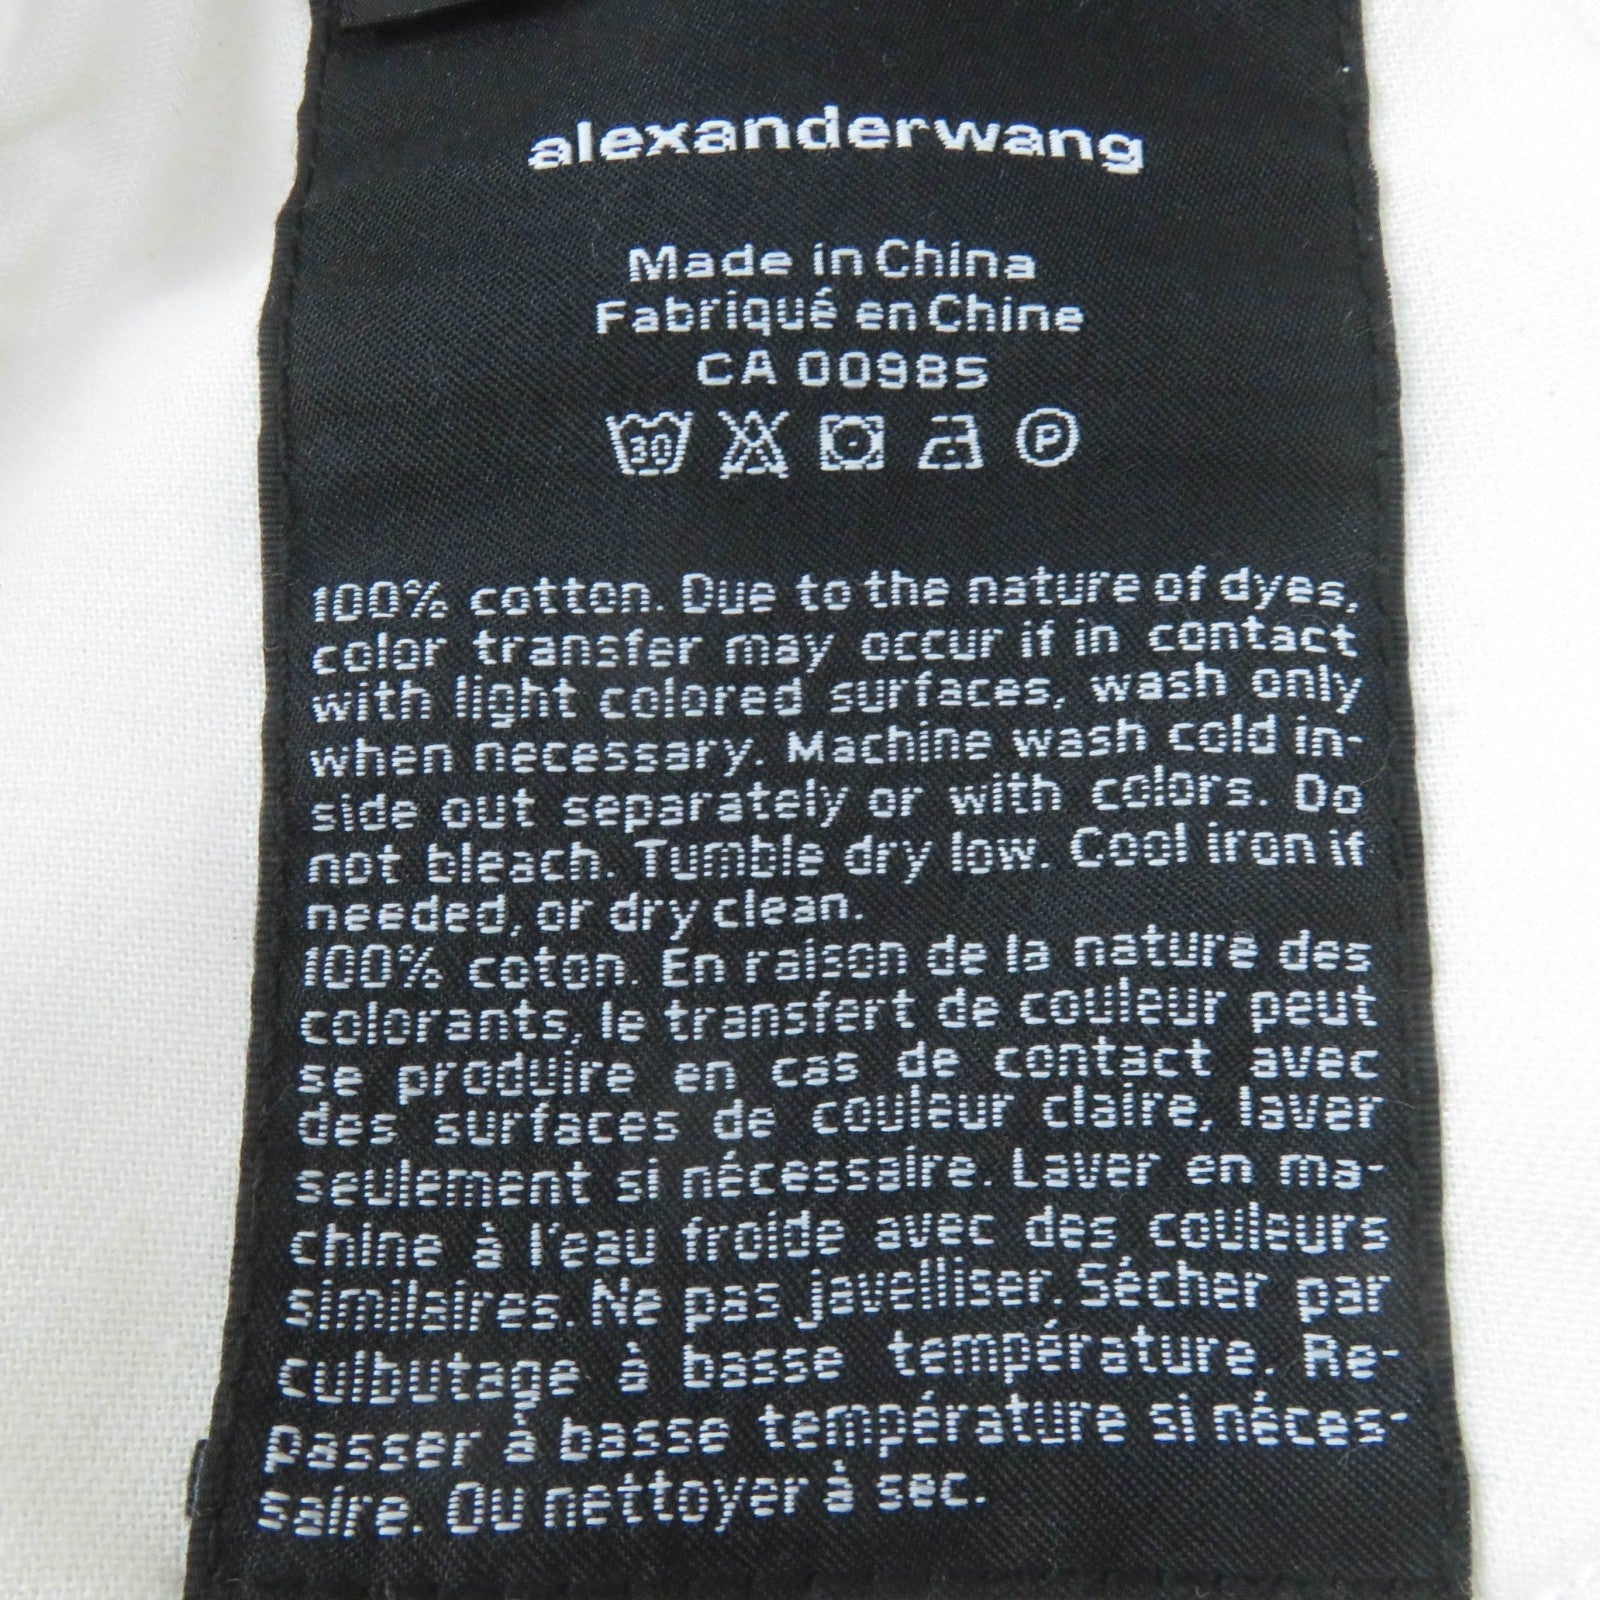 alexanderwang
Made in China
Fabriqué en Chine
CA 00985
30 P
100% cotton. Due to the nature of dyes,
color transfer may occur if in contact
with light colored surfaces, wash only
when necessary. Machine wash cold in-
side out separately or with colors. Do
not bleach. Tumble dry low. Cool iron if
needed, or dry clean.
100% coton. En raison de la nature des
colorants, le transfert de couleur peut
se produire en cas de contact avec
des surfaces de couleur claire, laver
seulement si nécessaire. Laver en ma-
chine à l'eau froide avec des couleurs
similaires. Ne pas javelliser. Sécher par
culbutage à basse température. Re-
passer à basse température si néces-
saire. Ou nettoyer à sec.